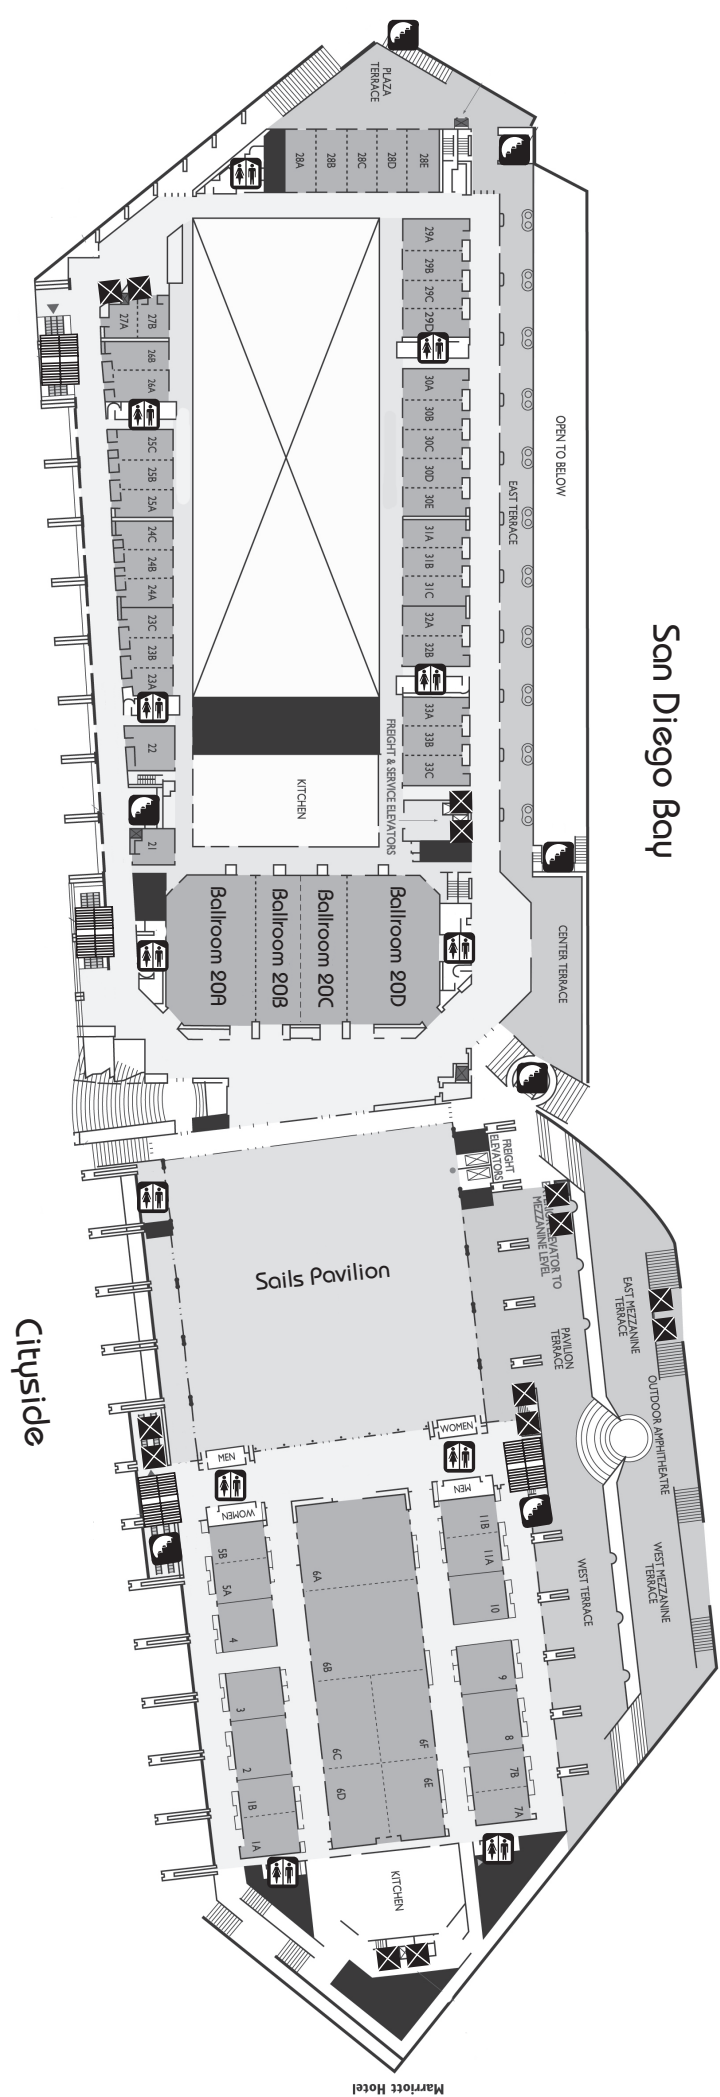 PLAZA
TERRACE
28A
28B
28C
28D
28E
29A
29B
29C
29D
27A
27B
26B
26A
30A
30B
30C
30D
30E
25C
25B
25A
OPEN TO BELOW
EAST TERRACE
24C
24B
24A
31A
31B
31C
23C
23B
23A
32A
32B
San Diego Bay
22
33A
33B
33C
FREIGHT & SERVICE ELEVATORS
KITCHEN
21
Ballroom 20A
Ballroom 20B
Ballroom 20C
Ballroom 20D
CENTER TERRACE
FREIGHT
ELEVATORS
ELEVATOR TO
MEZZANINE LEVEL
Sails Pavilion
PAVILION
TERRACE
EAST MEZZANINE
TERRACE
OUTDOOR AMPHITHEATRE
Cityside
MEN
WOMEN
WOMEN
MEN
5B
5A
4
6A
11B
11A
10
WEST TERRACE
WEST MEZZANINE
TERRACE
3
2
1B
1A
6B
6C
6D
6F
6E
9
8
7B
7A
KITCHEN
Marriott Hotel